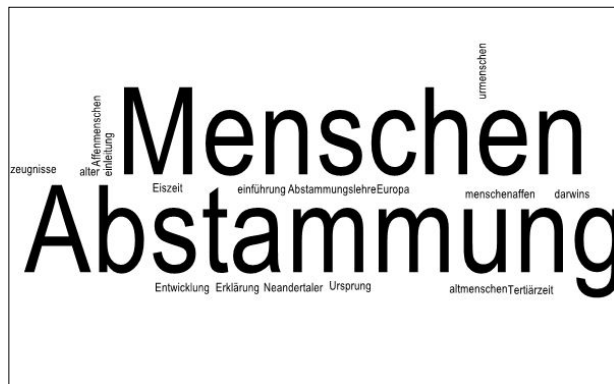 urmenschen
Affenmenschen
Menschen
zeugnisse alter einleitung
Eiszeit einführung Abstammungslehre Europa menschenaffen darwins
Abstammung
Entwicklung Erklärung Neandertaler Ursprung altmenschen Tertiärzeit